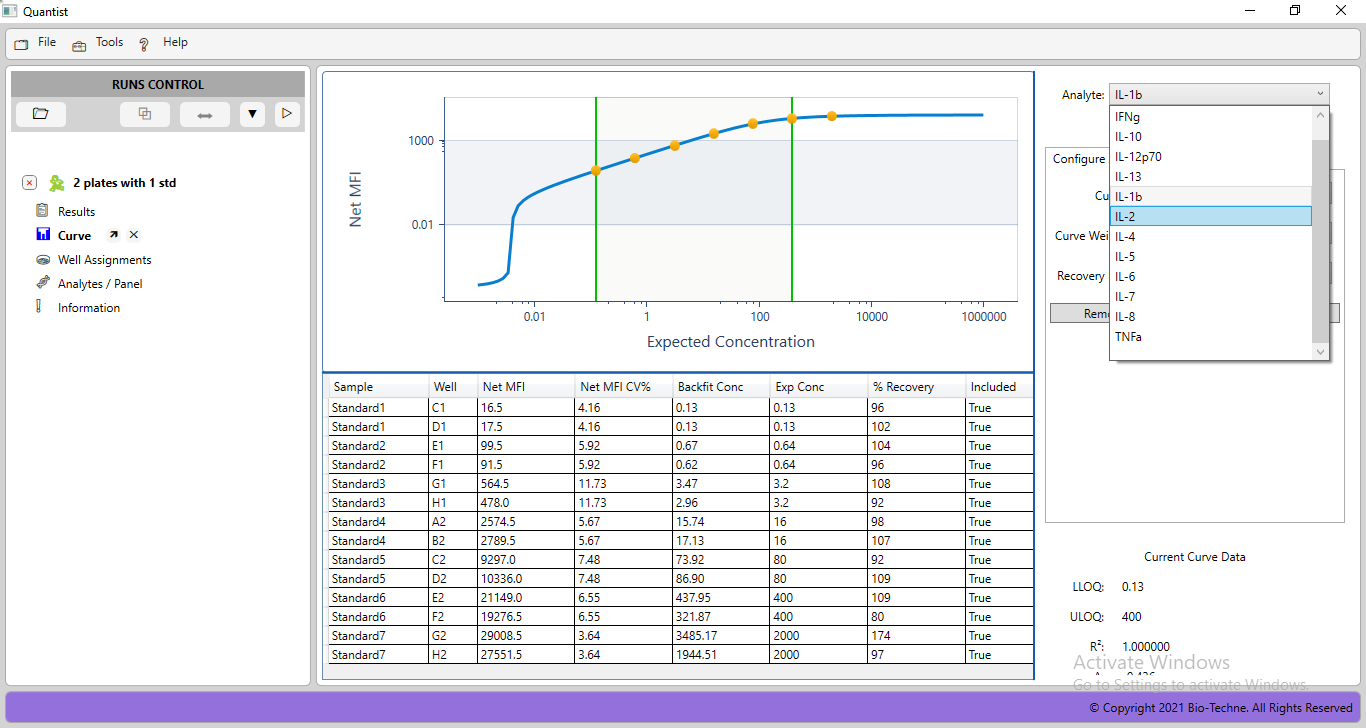 Quantist
File Tools ? Help
RUNS CONTROL
2 plates with 1 std
Results
Curve
Well Assignments
Analytes / Panel
Information
Net MFI
1000
0.01
0.01 1 100 10000 1000000
Expected Concentration
Sample Well Net MFI Net MFI CV% Backfit Conc Exp Conc % Recovery Included
Standard1 C1 16.5 4.16 0.13 0.13 96 True
Standard1 D1 17.5 4.16 0.13 0.13 102 True
Standard2 E1 99.5 5.92 0.67 0.64 104 True
Standard2 F1 91.5 5.92 0.62 0.64 96 True
Standard3 G1 564.5 11.73 3.47 3.2 108 True
Standard3 H1 478.0 11.73 2.96 3.2 92 True
Standard4 A2 2574.5 5.67 15.74 16 98 True
Standard4 B2 2789.5 5.67 17.13 16 107 True
Standard5 C2 9297.0 7.48 73.92 80 92 True
Standard5 D2 10336.0 7.48 86.90 80 109 True
Standard6 E2 21149.0 6.55 437.95 400 109 True
Standard6 F2 19276.5 6.55 321.87 400 80 True
Standard7 G2 29008.5 3.64 3485.17 2000 174 True
Standard7 H2 27551.5 3.64 1944.51 2000 97 True
Analyte: IL-1b
IFNg
IL-10
IL-12p70
IL-13
IL-1b
IL-2
IL-4
IL-5
IL-6
IL-7
IL-8
TNFa
Configure
Cu
Curve Wei
Recovery
Rem
Current Curve Data
LLOQ: 0.13
ULOQ: 400
R²: 1.000000
Activate Windows
Go to Settings to activate Windows.
© Copyright 2021 Bio-Techne. All Rights Reserved